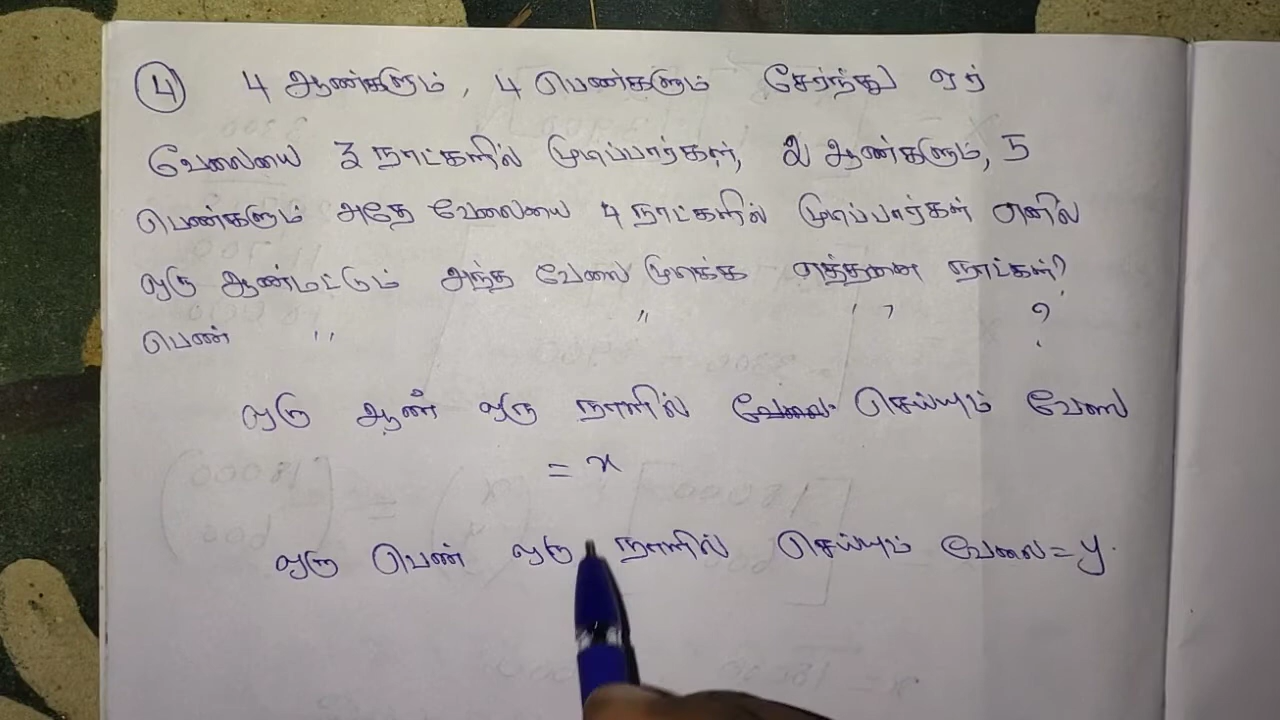 ④ 4 ஆண்களும், 4 பெண்களும் சேர்ந்து ஓர்
வேலையை 3 நாட்களில் முடிப்பார்கள், 2 ஆண்களும், 5
பெண்களும் அதே வேலையை 4 நாட்களில் முடிப்பார்கள் எனில்
ஒரு ஆண்மட்டும் அந்த வேலை முடிக்க எத்தனை நாட்கள்?
பெண் " " " ?
ஒரு ஆண் ஒரு நாளில் செய்யும் வேலை
= x
ஒரு பெண் ஒரு நாளில் செய்யும் வேலை = y.